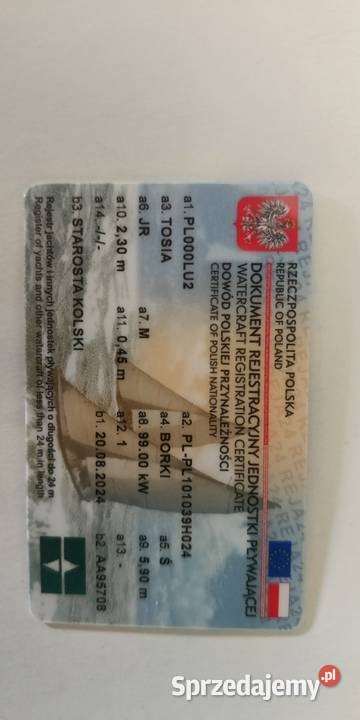 RZECZPOSPOLITA POLSKA
REPUBLIC OF POLAND
DOKUMENT REJESTRACYJNY JEDNOSTKI PŁYWAJĄCEJ
WATERCRAFT REGISTRATION CERTIFICATE
DOWÓD POLSKIEJ PRZYNALEŻNOŚCI
CERTIFICATE OF POLISH NATIONALITY
a1. PL000LU2 a2. PL-PL101039H024
a3. TOSIA a4. BORKI a5. Ś
a6. JR a7. M a8. 99.00 kW a9. 5,90 m
a10. 2,30 m a11. 0,45 m a12. 1 a13. -
a14. -/-/- b1. 20.08.2024 b2. AA95708
b3. STAROSTA KOLSKI
Rejestr jachtów i innych jednostek pływających o długości do 24 m
Register of yachts and other watercraft of less than 24 m in length
Sprzedajemy.pl